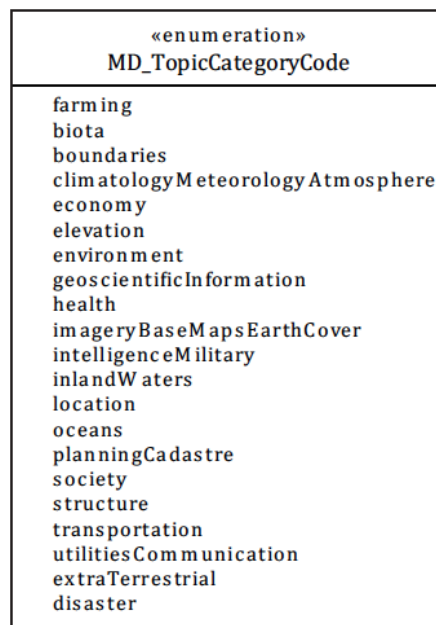 «enumeration»
MD_TopicCategoryCode
farming
biota
boundaries
climatologyMeteorologyAtmosphere
economy
elevation
environment
geoscientificInformation
health
imageryBaseMapsEarthCover
intelligenceMilitary
inlandWaters
location
oceans
planningCadastre
society
structure
transportation
utilitiesCommunication
extraTerrestrial
disaster